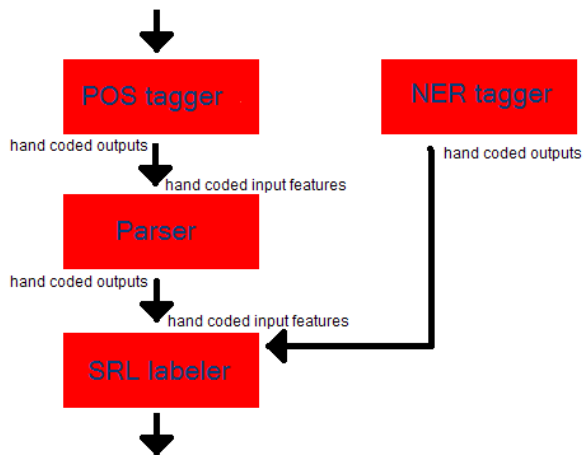 POS tagger
NER tagger
hand coded outputs
hand coded outputs
hand coded input features
Parser
hand coded outputs
hand coded input features
SRL labeler